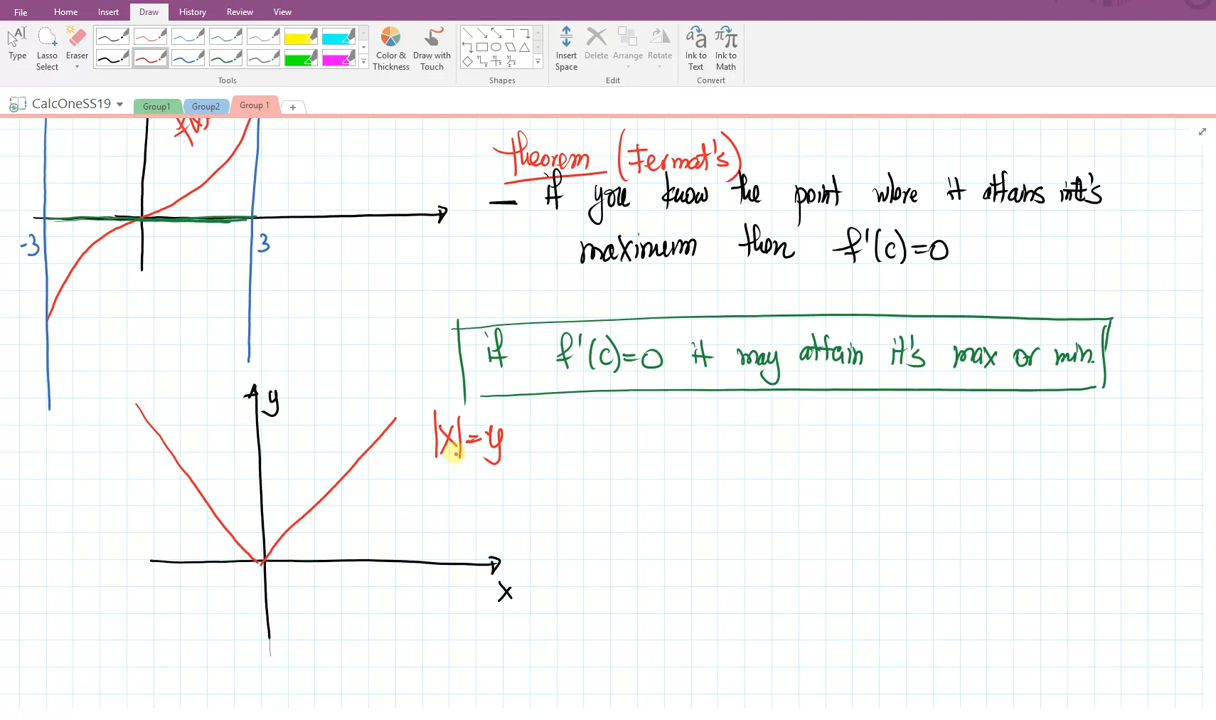 File Home Insert Draw History Review View
Type Lasso Select Eraser Color & Thickness Draw with Touch Insert Space Delete Arrange Rotate Ink to Text Ink to Math
Tools Shapes Edit Convert
CalcOneSS19 Group1 Group2 Group 1
f(x)
-3
3
theorem (Fermat's)
— if you know the point where it attains it's
maximum then f'(c)=0
if f'(c)=0 it may attain it's max or min.
y
|x|=y
x